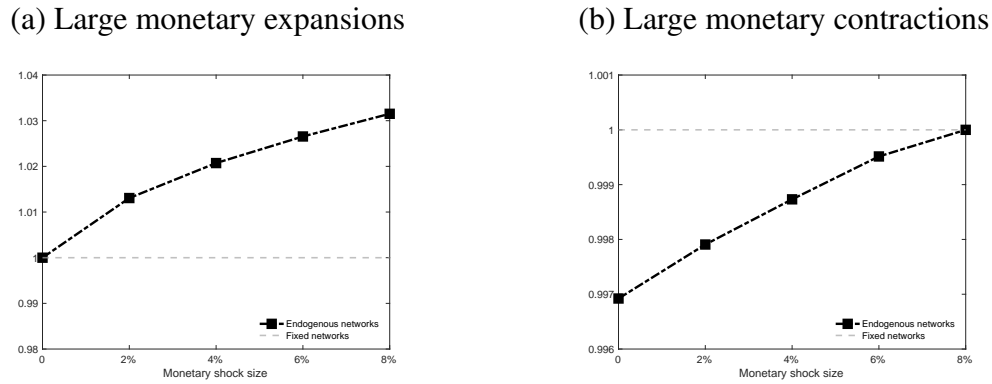 (a) Large monetary expansions
1.04
1.03
1.02
1.01
1
0.99
0.98
0
2%
4%
6%
8%
Monetary shock size
Endogenous networks
Fixed networks
(b) Large monetary contractions
1.001
1
0.999
0.998
0.997
0.996
0
2%
4%
6%
8%
Monetary shock size
Endogenous networks
Fixed networks